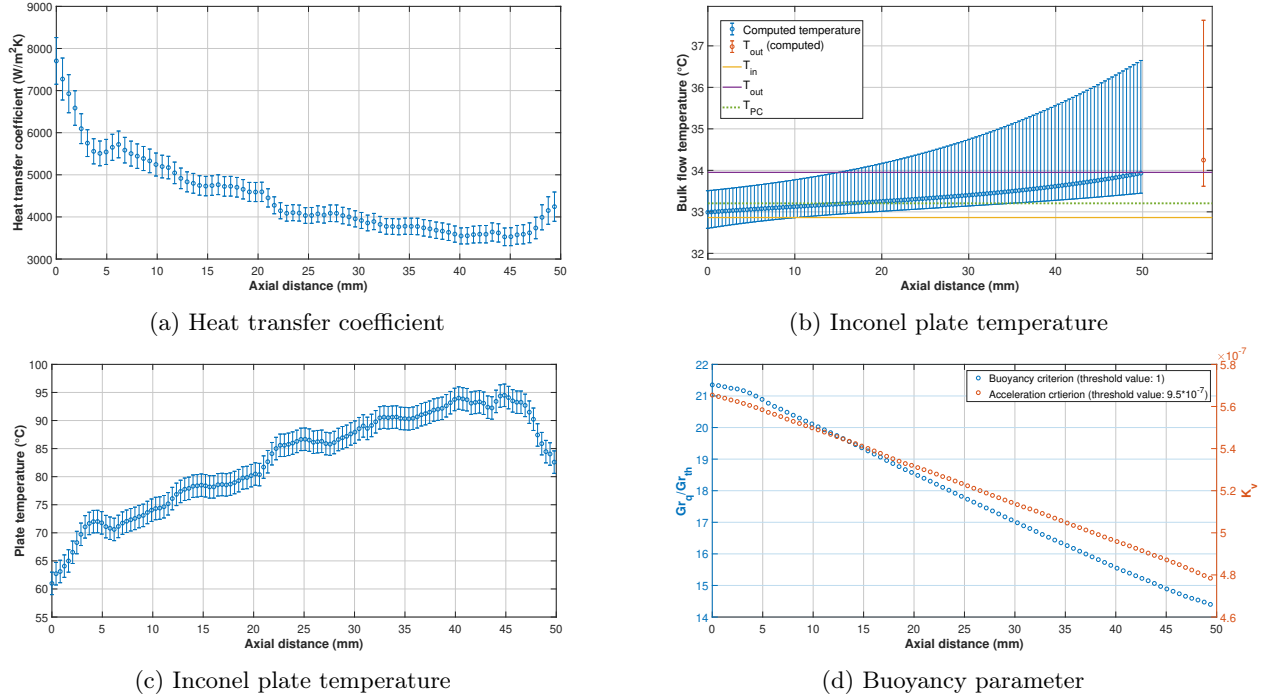 Heat transfer coefficient (W/m²K)
9000
8000
7000
6000
5000
4000
3000
0 5 10 15 20 25 30 35 40 45 50
Axial distance (mm)
(a) Heat transfer coefficient
Bulk flow temperature (°C)
37
36
35
34
33
32
0 10 20 30 40 50
Axial distance (mm)
Computed temperature
T_out (computed)
T_in
T_out
T_PC
(b) Inconel plate temperature
Plate temperature (°C)
100
95
90
85
80
75
70
65
60
55
0 5 10 15 20 25 30 35 40 45 50
Axial distance (mm)
(c) Inconel plate temperature
Gr_q/Gr_th
22
21
20
19
18
17
16
15
14
0 5 10 15 20 25 30 35 40 45 50
Axial distance (mm)
Buoyancy criterion (threshold value: 1)
Acceleration crtierion (threshold value: 9.5*10^-7)
×10^-7
5.8
5.6
5.4
5.2
5
4.8
4.6
K_v
(d) Buoyancy parameter